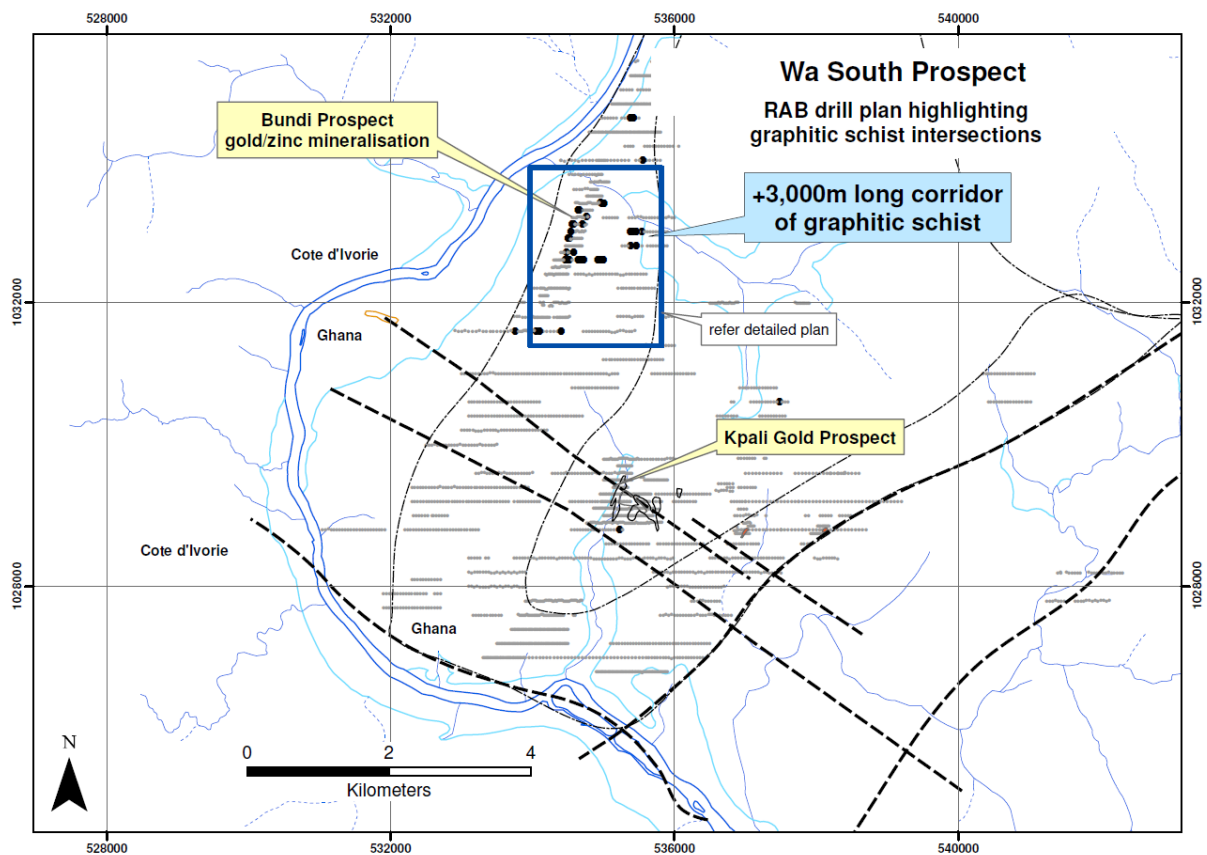 528000
532000
536000
540000
Wa South Prospect
RAB drill plan highlighting
graphitic schist intersections
Bundi Prospect
gold/zinc mineralisation
+3,000m long corridor
of graphitic schist
Cote d'Ivorie
1032000
1032000
Ghana
refer detailed plan
Kpali Gold Prospect
Cote d'Ivorie
1028000
1028000
Ghana
N
0
2
4
Kilometers
528000
532000
536000
540000